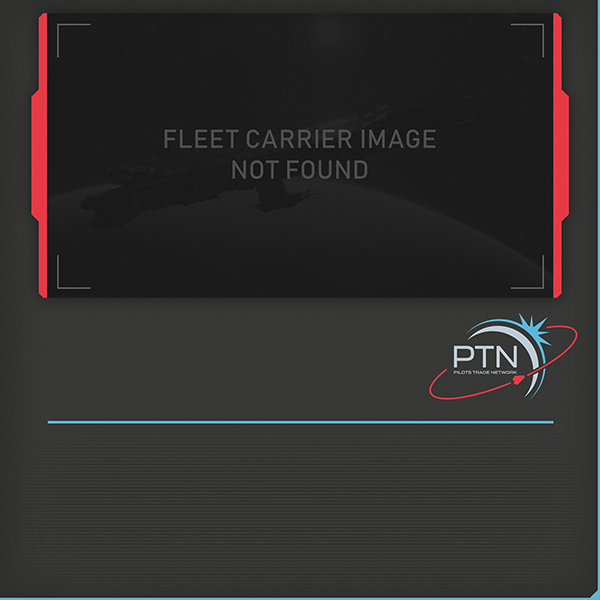 FLEET CARRIER IMAGE
NOT FOUND
PTN
PILOTS TRADE NETWORK